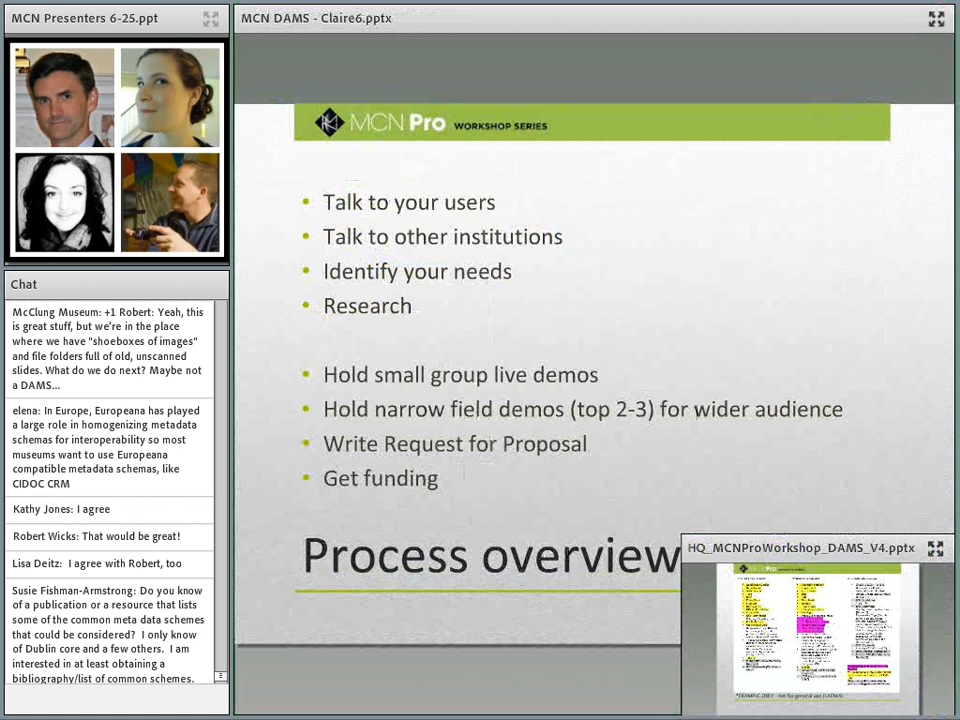 MCN Presenters 6-25.ppt
MCN DAMS - Claire6.pptx
Chat
McClung Museum: +1 Robert: Yeah, this
is great stuff, but we're in the place
where we have "shoeboxes of images"
and file folders full of old, unscanned
slides. What do we do next? Maybe not
a DAMS...
elena: In Europe, Europeana has played
a large role in homogenizing metadata
schemas for interoperability so most
museums want to use Europeana
compatible metadata schemas, like
CIDOC CRM
Kathy Jones: I agree
Robert Wicks: That would be great!
Lisa Deitz: I agree with Robert, too
Susie Fishman-Armstrong: Do you know
of a publication or a resource that lists
some of the common meta data schemes
that could be considered? I only know
of Dublin core and a few others. I am
interested in at least obtaining a
bibliography/list of common schemes.
MCN Pro WORKSHOP SERIES
• Talk to your users
• Talk to other institutions
• Identify your needs
• Research
• Hold small group live demos
• Hold narrow field demos (top 2-3) for wider audience
• Write Request for Proposal
• Get funding
Process overview
HQ_MCNProWorkshop_DAMS_V4.pptx